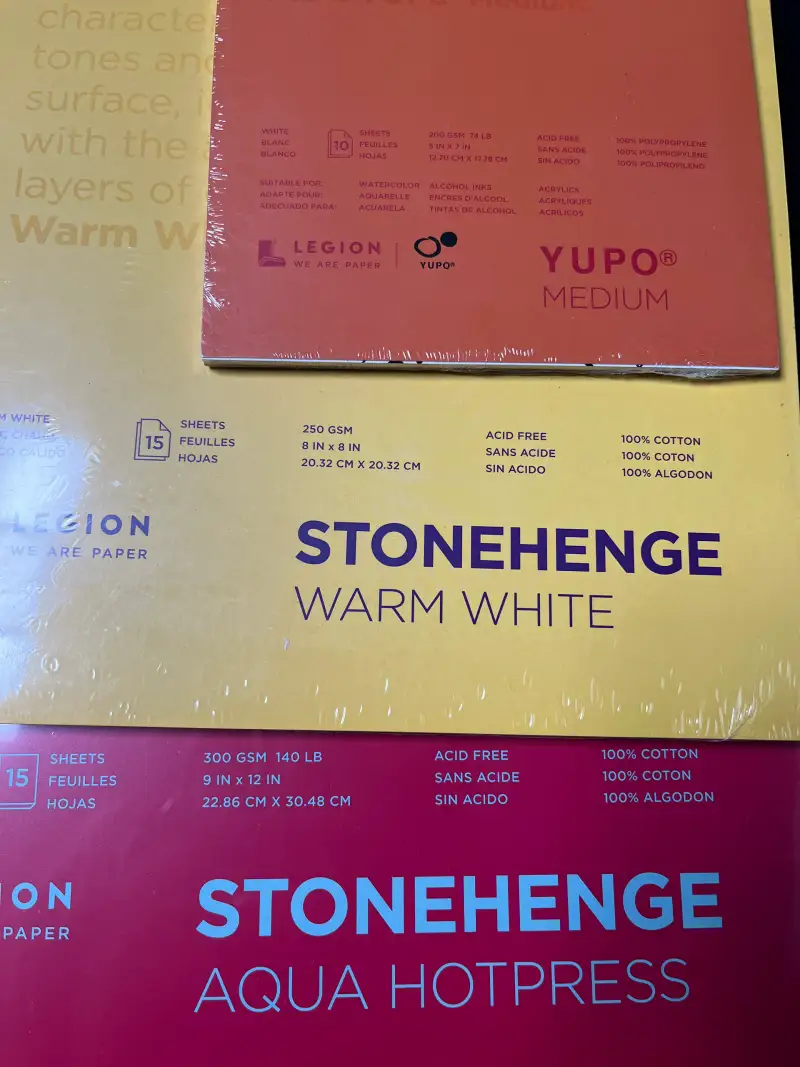 characte
tones and
surface, i
with the a
layers of
Warm W
Medium
WHITE
BLANC
BLANCO
10
SHEETS
FEUILLES
HOJAS
200 GSM 74 LB
5 IN X 7 IN
12.70 CM X 17.78 CM
ACID FREE
SANS ACIDE
SIN ACIDO
100% POLYPROPYLENE
100% POLYPROPYLENE
100% POLIPROPILENO
SUITABLE FOR:
ADAPTE POUR:
ADECUADO PARA:
WATERCOLOR
AQUARELLE
ACUARELA
ALCOHOL INKS
ENCRES D'ALCOOL
TINTAS DE ALCOHOL
ACRYLICS
ACRYLIQUES
ACRILICOS
LEGION
WE ARE PAPER
YUPO®
YUPO®
MEDIUM
M WHITE
15
SHEETS
FEUILLES
HOJAS
250 GSM
8 IN x 8 IN
20.32 CM X 20.32 CM
ACID FREE
SANS ACIDE
SIN ACIDO
100% COTTON
100% COTON
100% ALGODON
LEGION
WE ARE PAPER
STONEHENGE
WARM WHITE
15
SHEETS
FEUILLES
HOJAS
300 GSM 140 LB
9 IN x 12 IN
22.86 CM X 30.48 CM
ACID FREE
SANS ACIDE
SIN ACIDO
100% COTTON
100% COTON
100% ALGODON
ION
PAPER
STONEHENGE
AQUA HOTPRESS